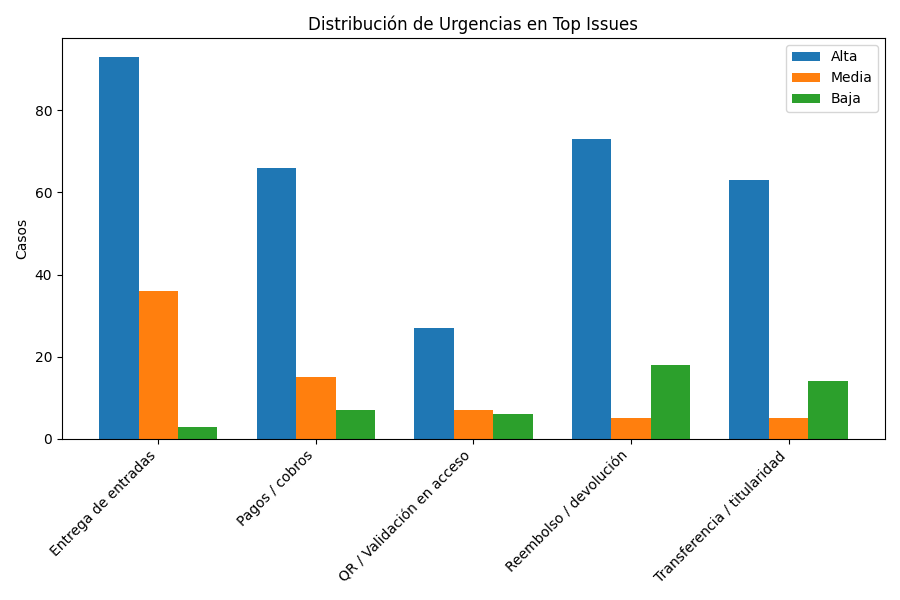 Distribución de Urgencias en Top Issues
Alta
Media
Baja
Casos
80
60
40
20
0
Entrega de entradas
Pagos / cobros
QR / Validación en acceso
Reembolso / devolución
Transferencia / titularidad